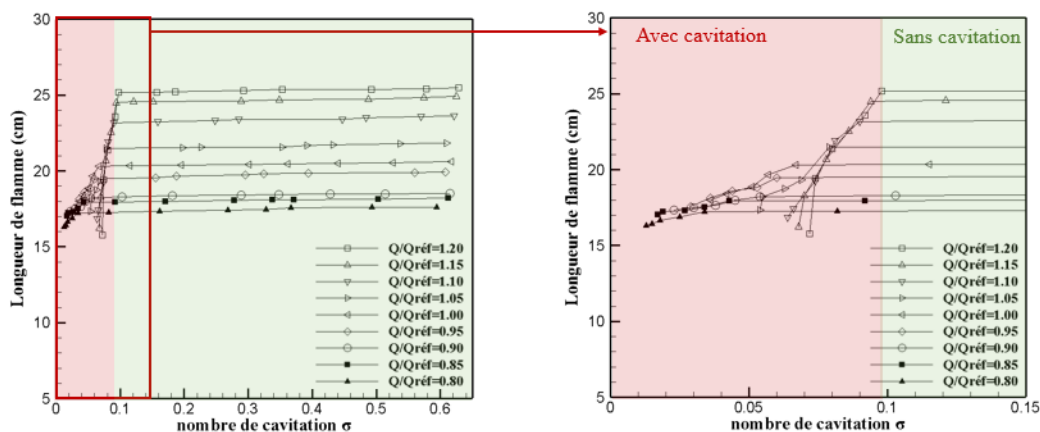 30
25
20
15
10
5
Longueur de flamme (cm)
0
0.1
0.2
0.3
0.4
0.5
0.6
nombre de cavitation σ
Q/Qréf=1.20
Q/Qréf=1.15
Q/Qréf=1.10
Q/Qréf=1.05
Q/Qréf=1.00
Q/Qréf=0.95
Q/Qréf=0.90
Q/Qréf=0.85
Q/Qréf=0.80
Avec cavitation
Sans cavitation
30
25
20
15
10
5
Longueur de flamme (cm)
0
0.05
0.1
0.15
nombre de cavitation σ
Q/Qréf=1.20
Q/Qréf=1.15
Q/Qréf=1.10
Q/Qréf=1.05
Q/Qréf=1.00
Q/Qréf=0.95
Q/Qréf=0.90
Q/Qréf=0.85
Q/Qréf=0.80